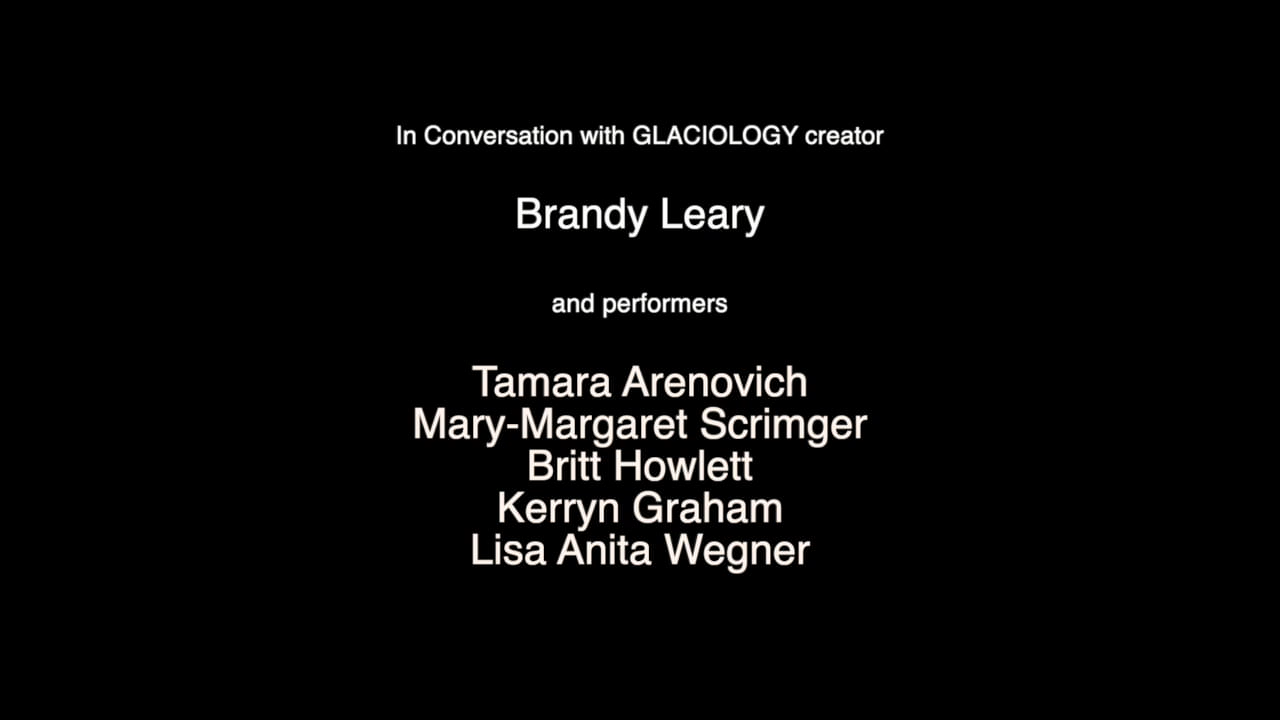 In Conversation with GLACIOLOGY creator
Brandy Leary
and performers
Tamara Arenovich
Mary-Margaret Scrimger
Britt Howlett
Kerryn Graham
Lisa Anita Wegner